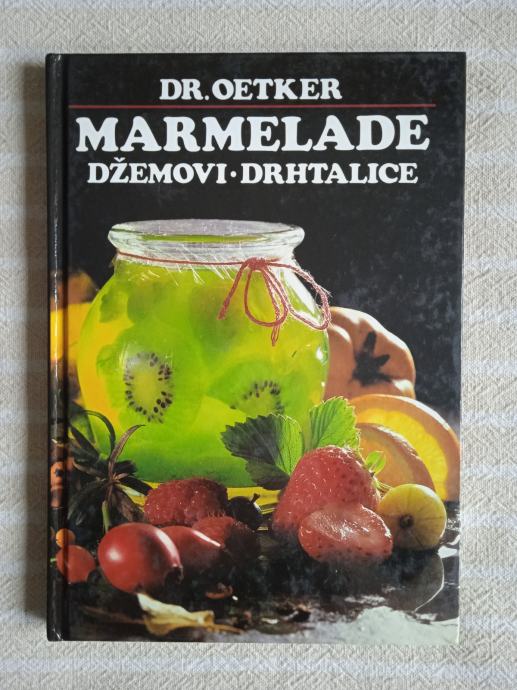 DR. OETKER
MARMELADE
DŽEMOVI · DRHTALICE